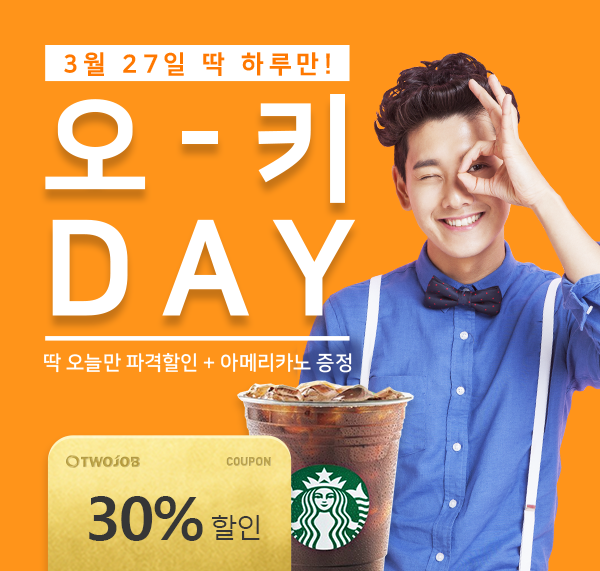 3월 27일 딱 하루만!
오-키
DAY
딱 오늘만 파격할인 + 아메리카노 증정
TWOJOB COUPON
30% 할인